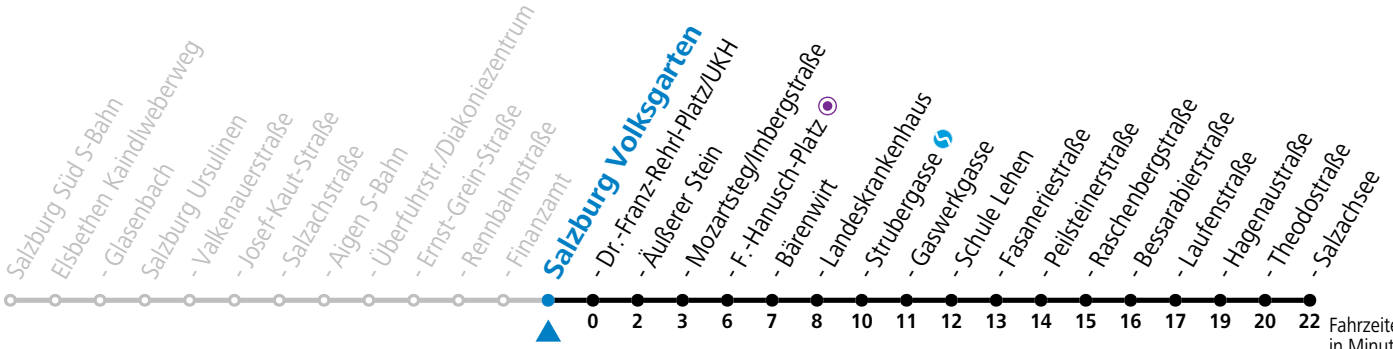 Salzburg Süd S-Bahn
Elsbethen Kaindlweberweg
- Glasenbach
Salzburg Ursulinen
- Valkenauerstraße
- Josef-Kaut-Straße
- Salzachstraße
- Aigen S-Bahn
- Überfuhrstr./Diakoniezentrum
- Ernst-Grein-Straße
- Rennbahnstraße
- Finanzamt
Salzburg Volksgarten
- Dr.-Franz-Rehrl-Platz/UKH
- Äußerer Stein
- Mozartsteg/Imbergstraße
- F.-Hanusch-Platz
- Bärenwirt
- Landeskrankenhaus
- Strubergasse
- Gaswerkgasse
- Schule Lehen
- Fasaneriestraße
- Peilsteinerstraße
- Raschenbergstraße
- Bessarabierstraße
- Laufenstraße
- Hagenaustraße
- Theodostraße
- Salzachsee
0 2 3 6 7 8 10 11 12 13 14 15 16 17 19 20 22 Fahrzeite
in Minut